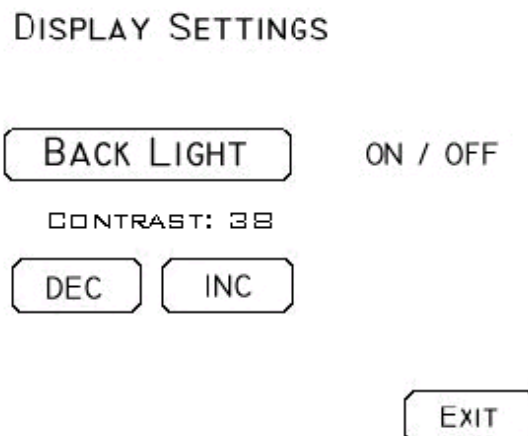 DISPLAY SETTINGS
BACK LIGHT ON / OFF
CONTRAST: 38
DEC INC
EXIT